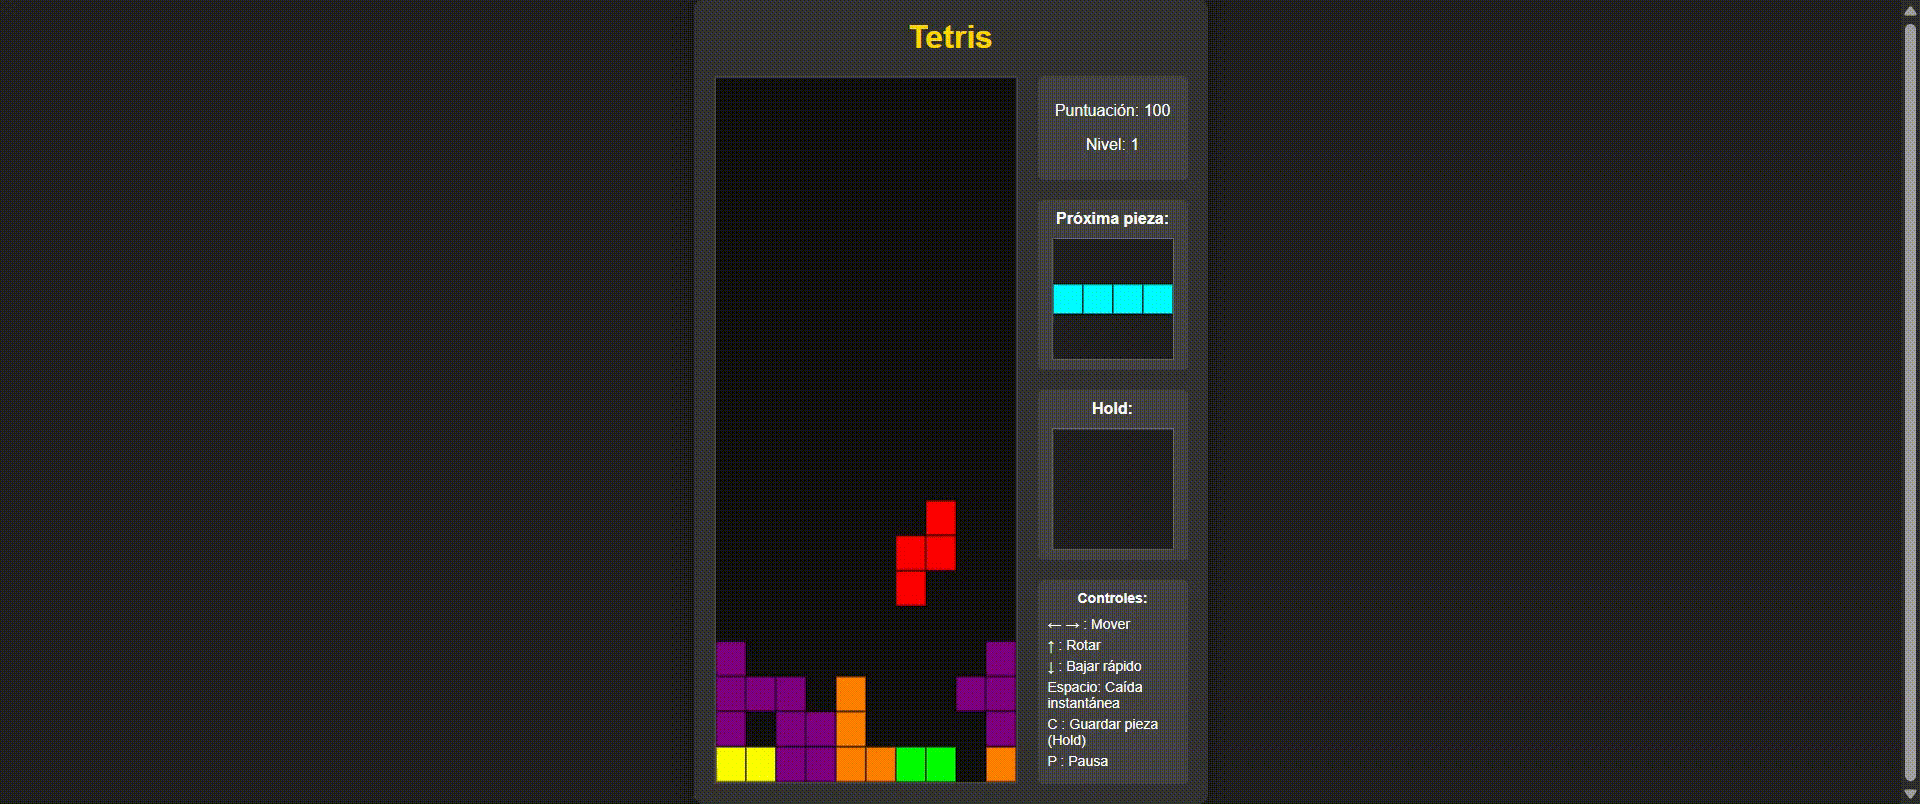 Tetris
Puntuación: 100
Nivel: 1
Próxima pieza:
Hold:
Controles:
←→ : Mover
↑ : Rotar
↓ : Bajar rápido
Espacio: Caída
instantánea
C : Guardar pieza
(Hold)
P : Pausa